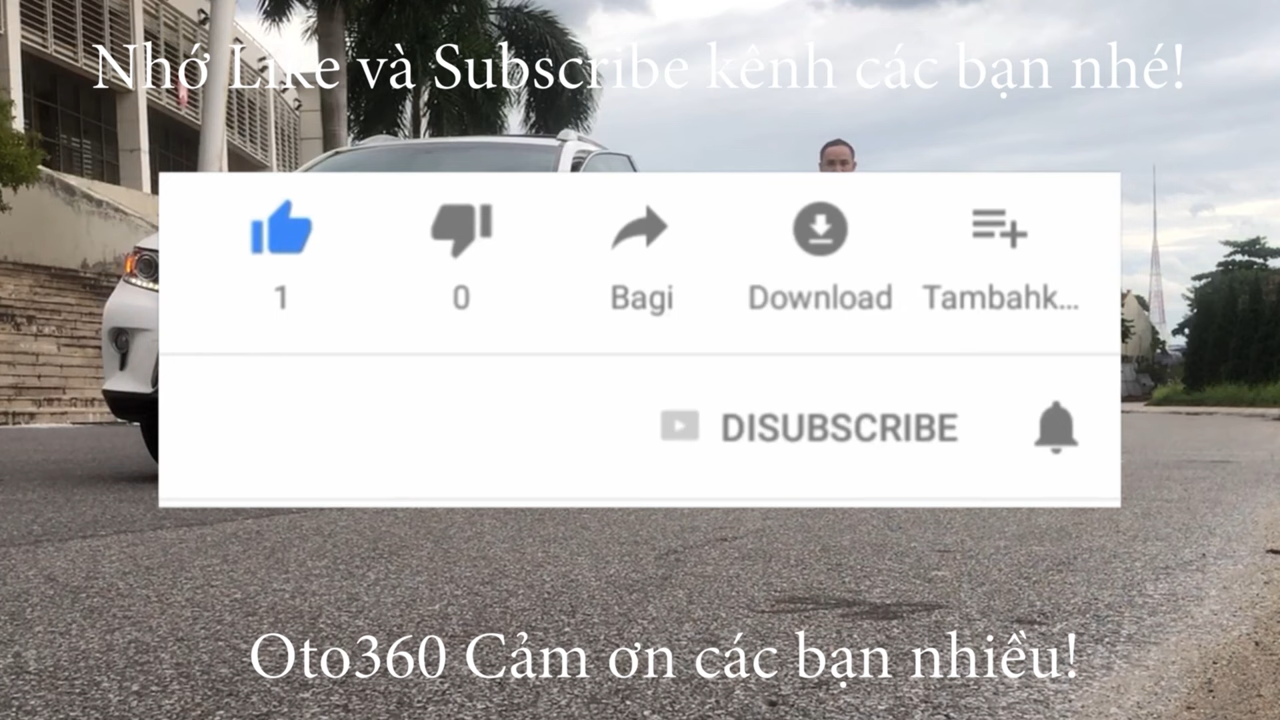 Nhớ Like và Subscribe kênh các bạn nhé!
1 0 Bagi Download Tambahk...
DISUBSCRIBE
Oto360 Cảm ơn các bạn nhiều!